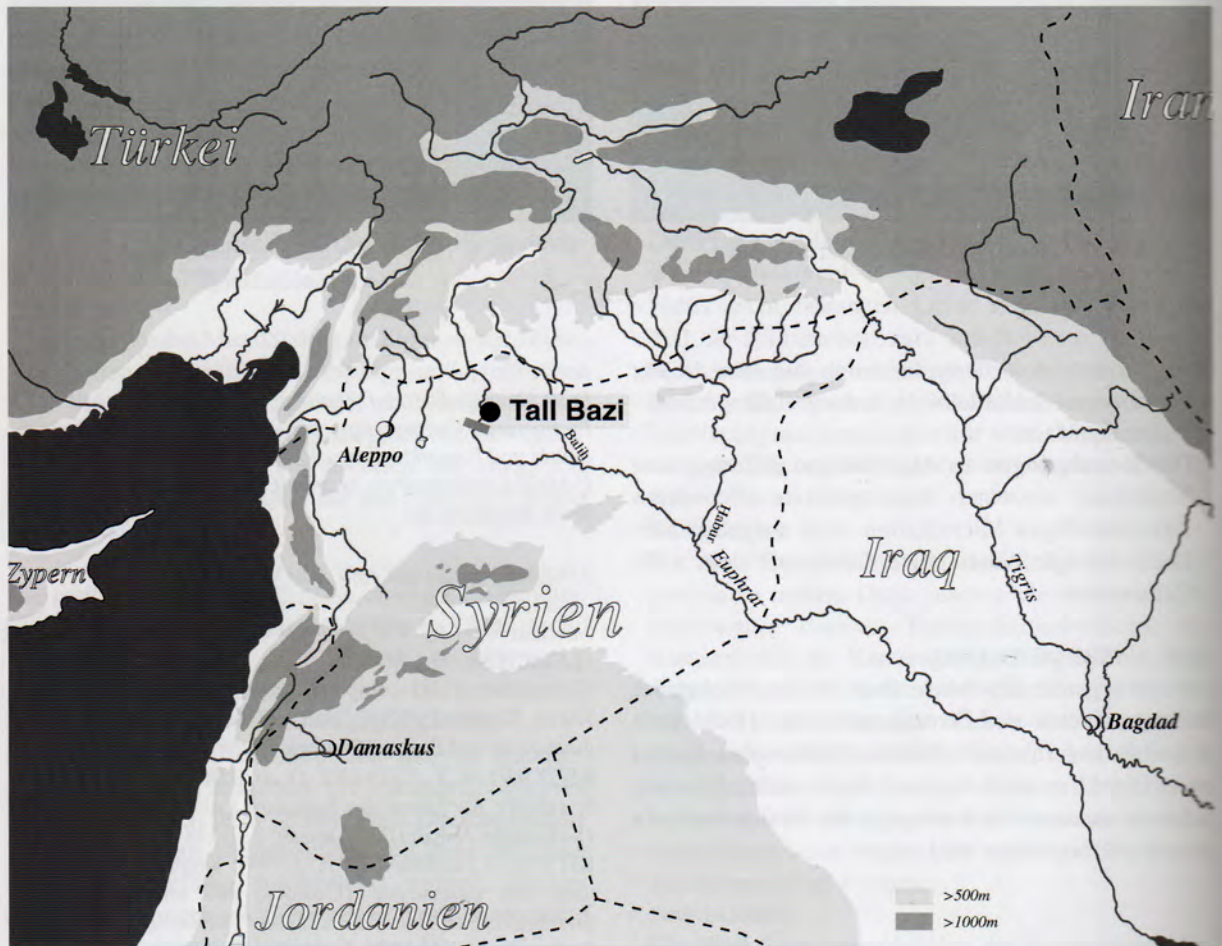 Türkei
Iran
Tall Bazi
Aleppo
Balih
Habur
Euphrat
Iraq
Tigris
Zypern
Syrien
Damaskus
Bagdad
Jordanien
>500m
>1000m